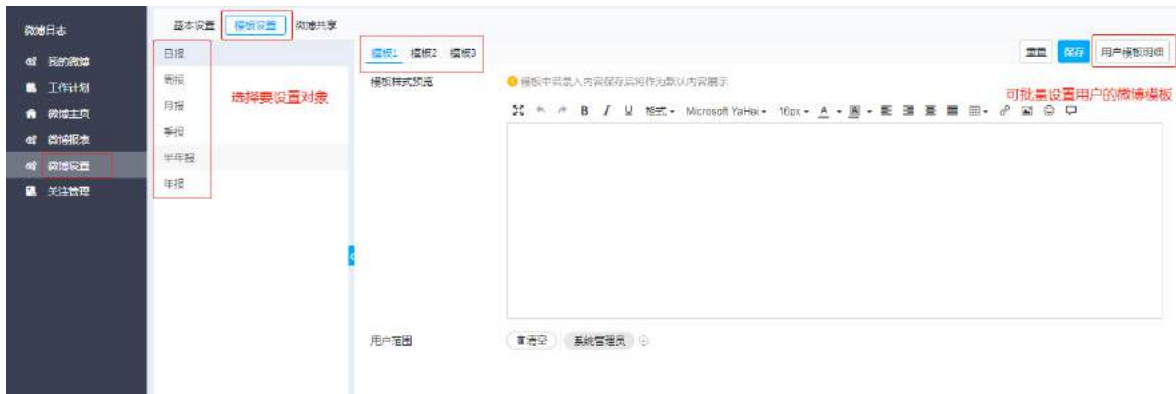 微博日志
我的微博
工作计划
微博主页
微博报表
微博设置
关注管理
基本设置 模板设置 微博共享
日报
周报
月报
季报
半年报
年报
选择要设置对象
模板1 模板2 模板3
重置 保存 用户模板明细
模板样式预览
模板中若录入内容保存后将作为默认内容展示
可批量设置用户的微博模板
B I U 格式 Microsoft YaHei 16px A A
用户范围
清空 系统管理员